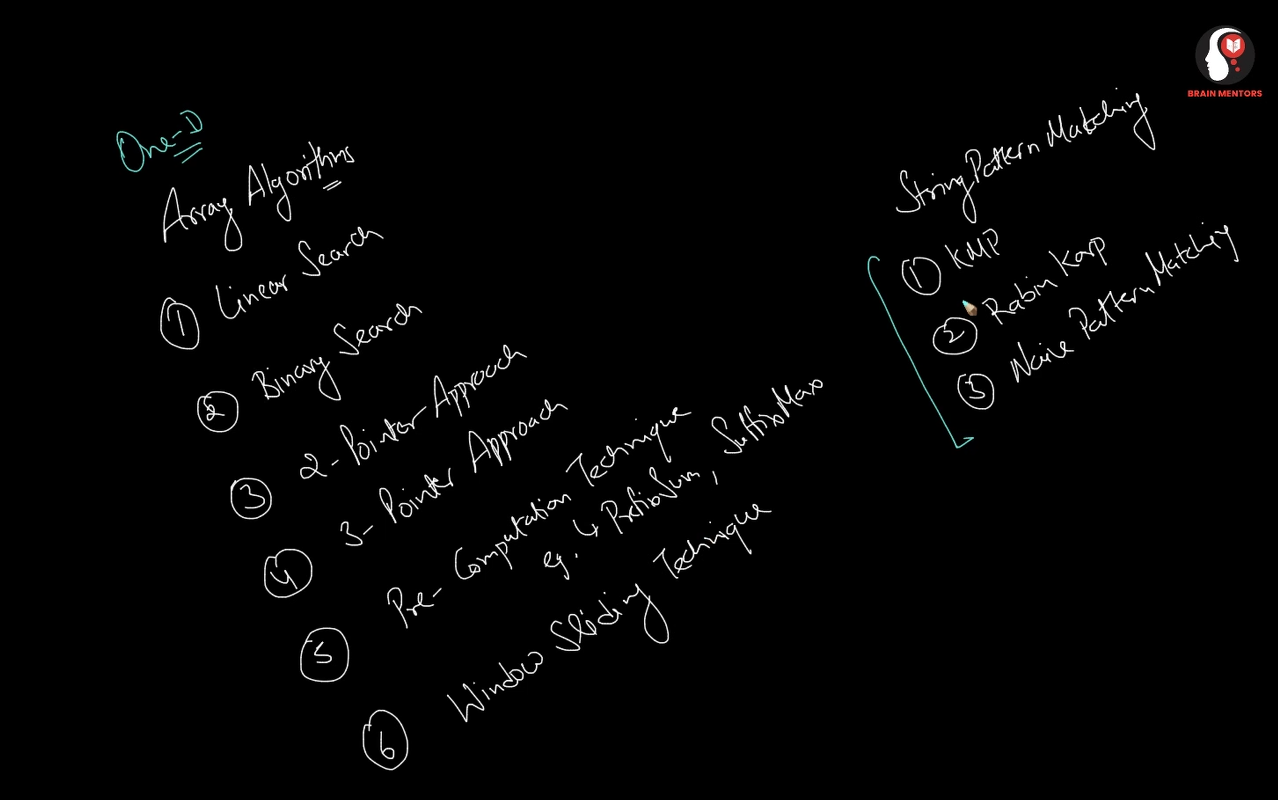 BRAIN MENTORS
One-D
Array Algorithms
1 Linear Search
2 Binary Search
3 2-Pointer Approach
4 3-Pointer Approach
5 Pre-Computation Technique
eg. ↳ PrefixSum, SuffixMax
6 Window Sliding Technique
String Pattern Matching
1 KMP
2 Rabin Karp
3 Naive Pattern Matching